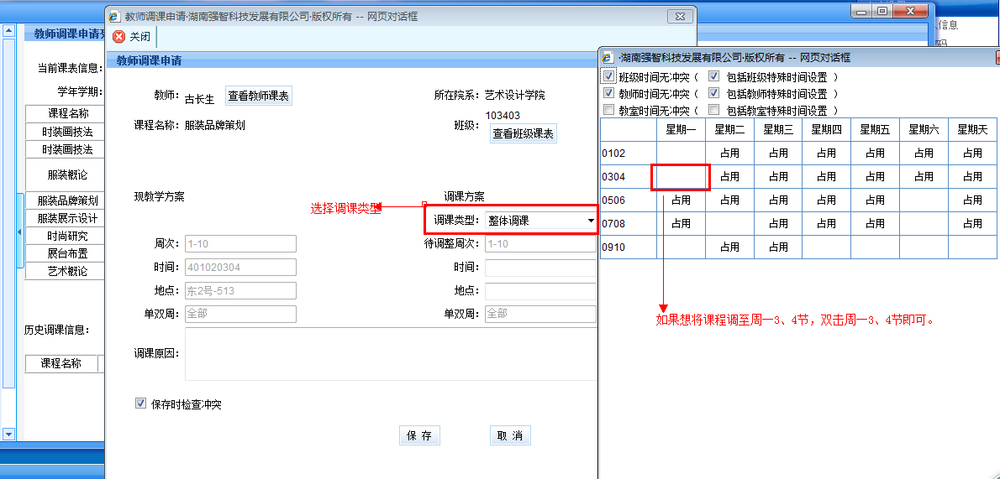 教师调课申请·湖南强智科技发展有限公司·版权所有 -- 网页对话框
关闭
教师调课申请列
当前课表信息:
学年学期:
课程名称
时装画技法
时装画技法
服装概论
服装品牌策划
服装展示设计
时尚研究
展台布置
艺术概论
历史调课信息:
课程名称
教师调课申请
教师: 古长生 查看教师课表
所在院系: 艺术设计学院
课程名称: 服装品牌策划
班级: 103403
查看班级课表
现教学方案
调课方案
选择调课类型
调课类型: 整体调课
周次: 1-10
待调整周次: 1-10
时间: 401020304
时间:
地点: 东2号-513
地点:
单双周: 全部
单双周: 全部
调课原因:
保存时检查冲突
保 存
取 消
信息
码
·湖南强智科技发展有限公司·版权所有 -- 网页对话框
班级时间无冲突 ( 包括班级特殊时间设置 )
教师时间无冲突 ( 包括教师特殊时间设置 )
教室时间无冲突 ( 包括教室特殊时间设置 )
星期一 星期二 星期三 星期四 星期五 星期六 星期天
0102 占用 占用 占用 占用 占用 占用
0304 占用 占用 占用 占用 占用 占用
0506 占用 占用 占用 占用 占用 占用
0708 占用 占用 占用 占用 占用
0910 占用 占用
如果想将课程调至周一3、4节，双击周一3、4节即可。